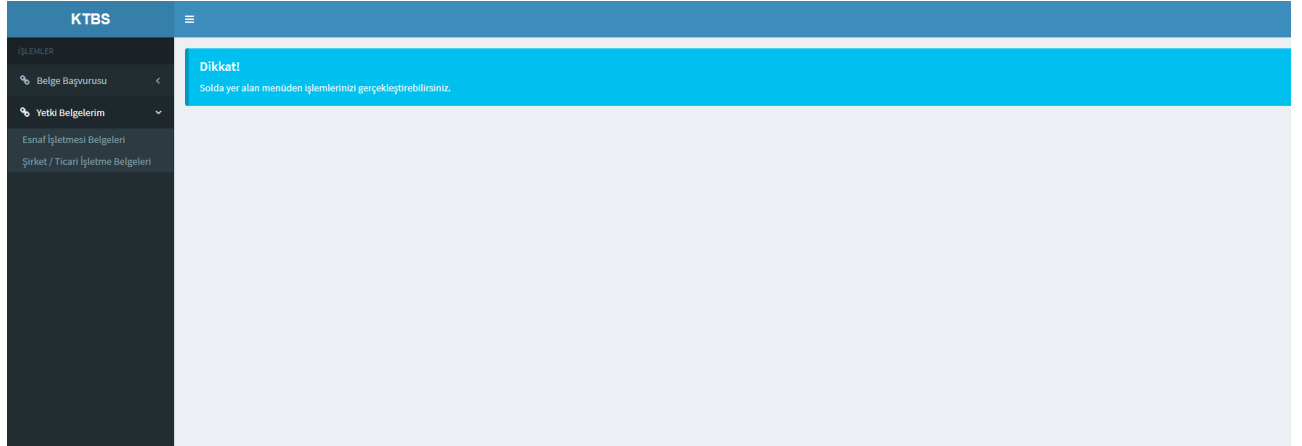 KTBS
İŞLEMLER
Belge Başvurusu
Yetki Belgelerim
Esnaf İşletmesi Belgeleri
Şirket / Ticari İşletme Belgeleri
Dikkat!
Solda yer alan menüden işlemlerinizi gerçekleştirebilirsiniz.